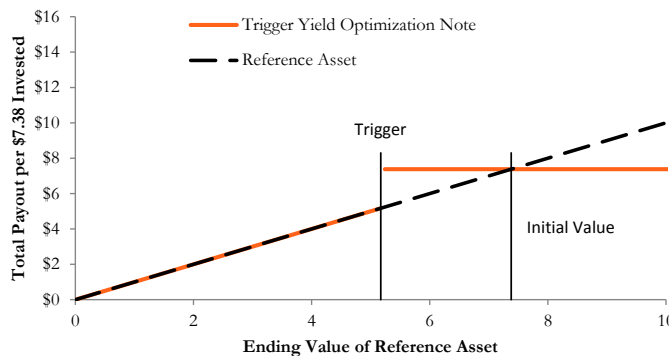 $16
$14
$12
$10
$8
$6
$4
$2
$0
Total Payout per $7.38 Invested
Trigger Yield Optimization Note
Reference Asset
Trigger
Initial Value
0 2 4 6 8 10
Ending Value of Reference Asset